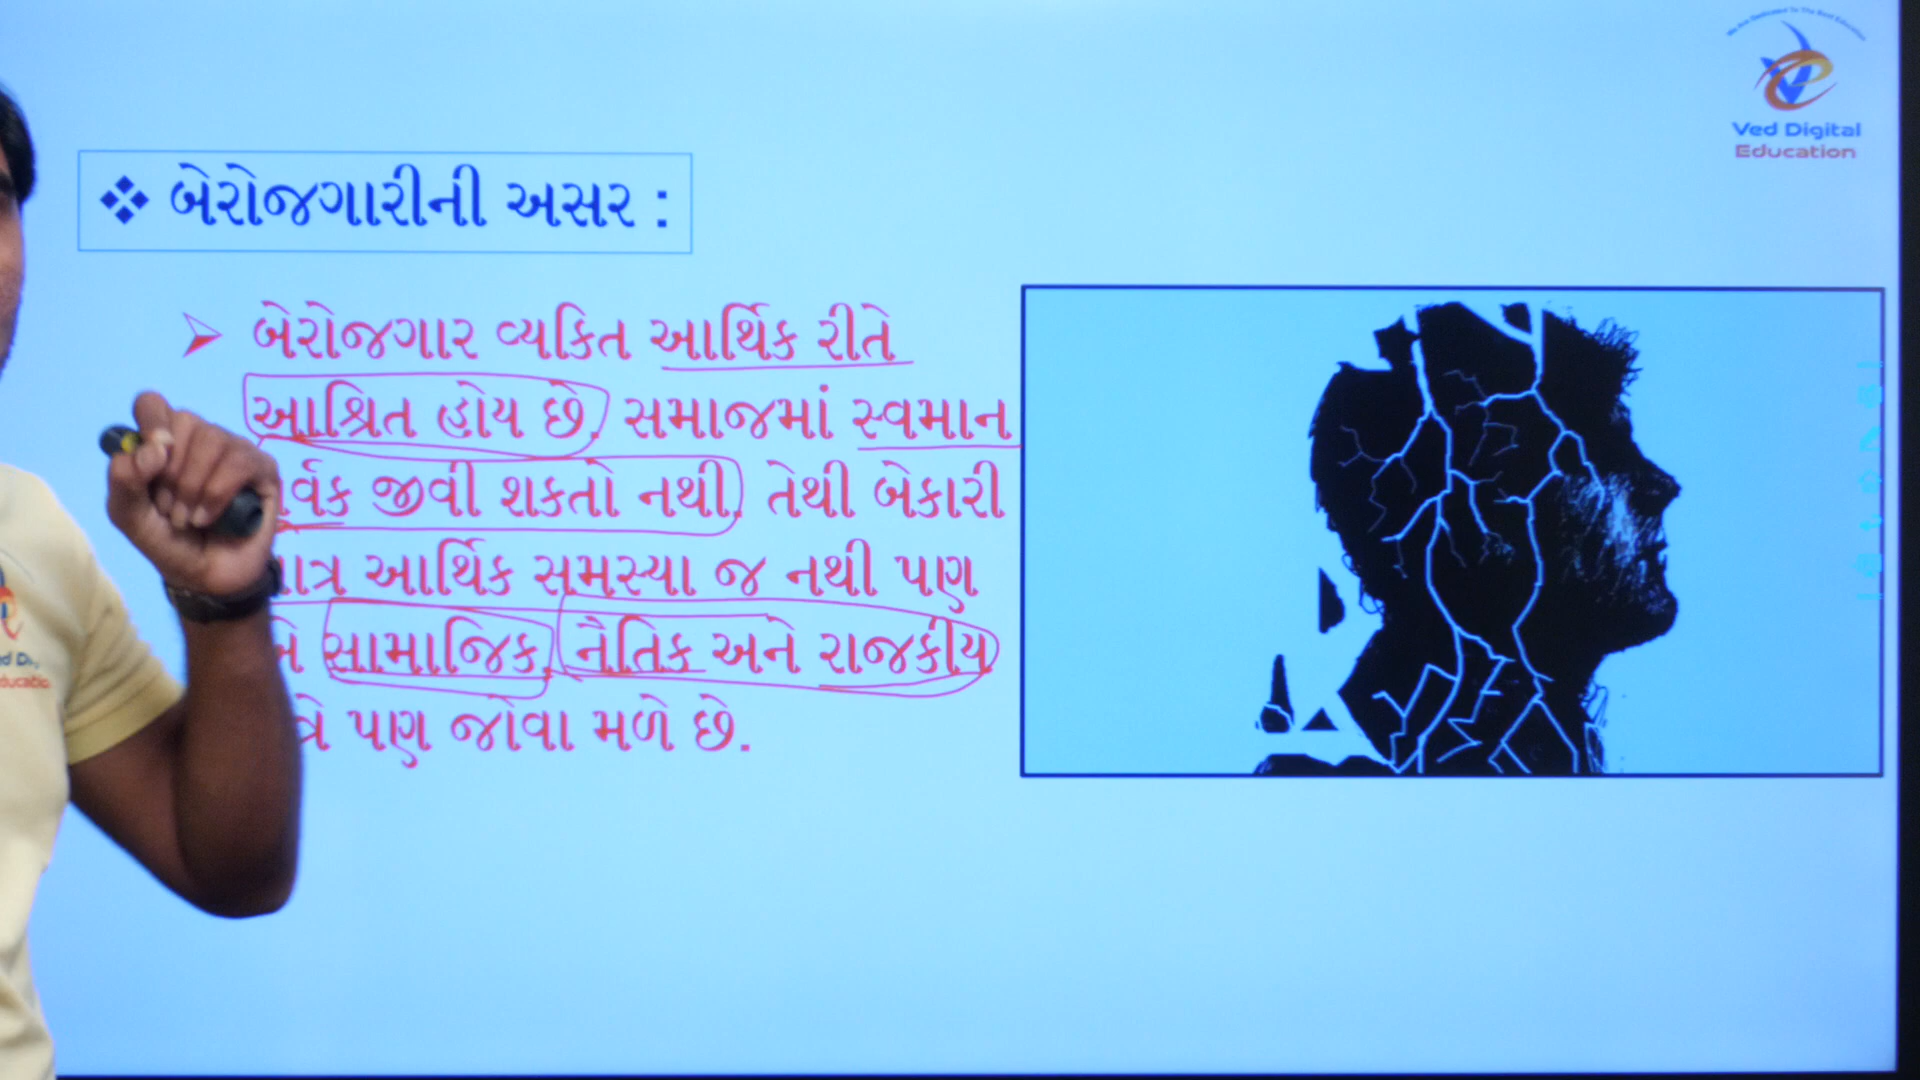 Ved Digital
Education
❖ બેરોજગારીની અસર :
➢ બેરોજગાર વ્યકિત આર્થિક રીતે
આશ્રિત હોય છે. સમાજમાં સ્વમાન
જીવી શકતો નથી. તેથી બેકારી
આર્થિક સમસ્યા જ નથી પણ
સામાજિક, નૈતિક અને રાજકીય
પણ જોવા મળે છે.